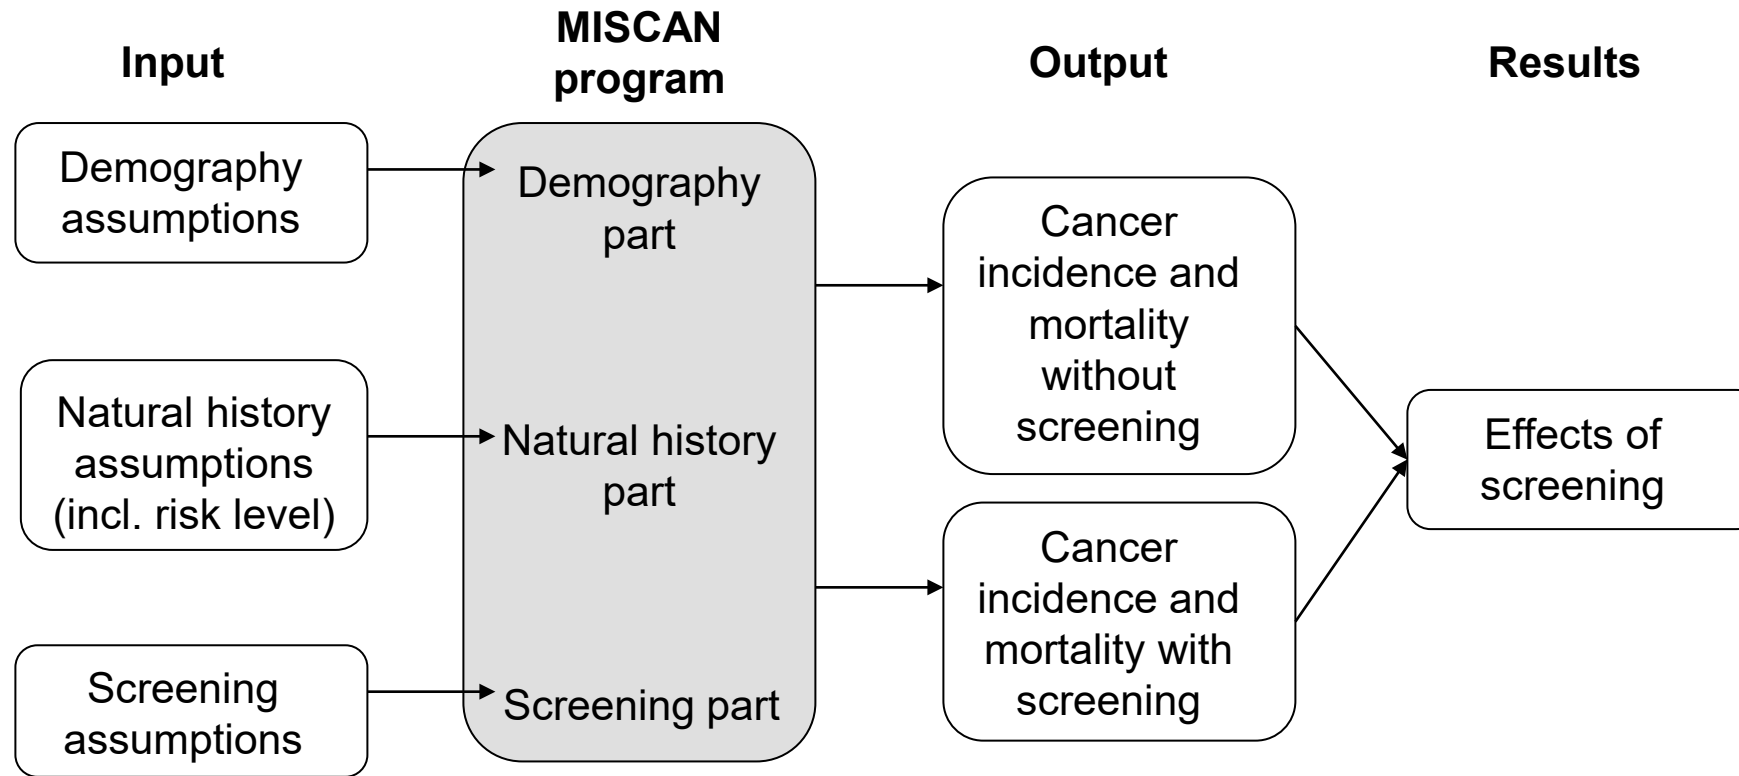 Input
MISCAN
program
Output
Results
Demography
assumptions
Natural history
assumptions
(incl. risk level)
Screening
assumptions
Demography
part
Natural history
part
Screening part
Cancer
incidence and
mortality
without
screening
Cancer
incidence and
mortality with
screening
Effects of
screening